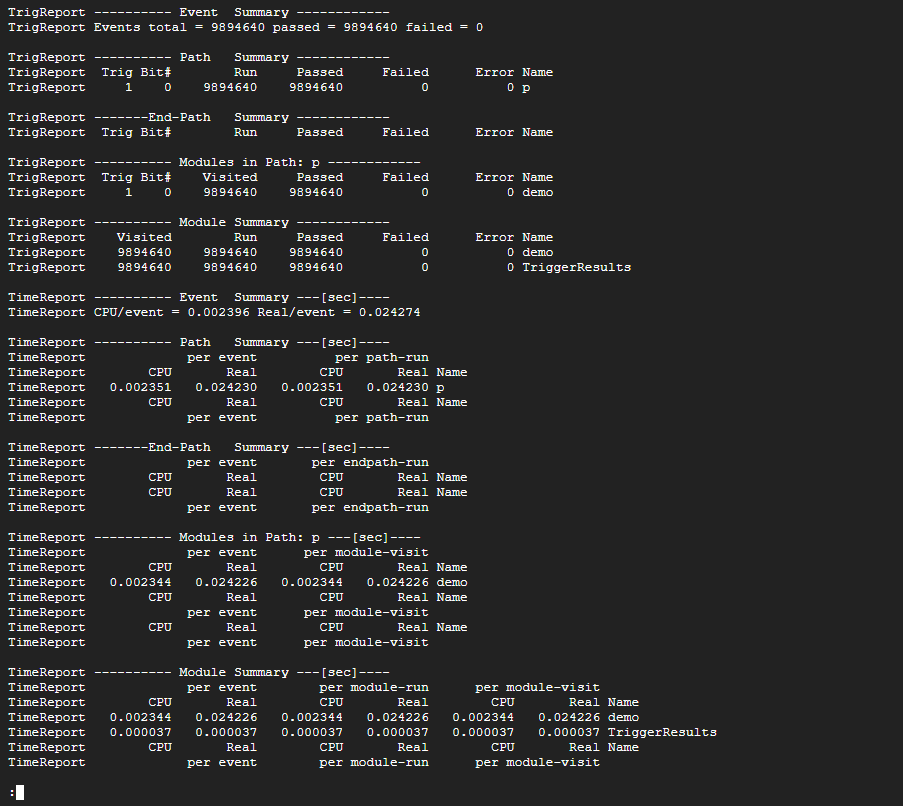 TrigReport ---------- Event  Summary ------------
TrigReport Events total = 9894640 passed = 9894640 failed = 0

TrigReport ---------- Path   Summary ------------
TrigReport  Trig Bit#        Run     Passed     Failed      Error Name
TrigReport     1    0    9894640    9894640          0          0 p

TrigReport -------End-Path   Summary ------------
TrigReport  Trig Bit#        Run     Passed     Failed      Error Name

TrigReport ---------- Modules in Path: p ------------
TrigReport  Trig Bit#    Visited     Passed     Failed      Error Name
TrigReport     1    0    9894640    9894640          0          0 demo

TrigReport ---------- Module Summary ------------
TrigReport    Visited        Run     Passed     Failed      Error Name
TrigReport    9894640    9894640    9894640          0          0 demo
TrigReport    9894640    9894640    9894640          0          0 TriggerResults

TimeReport ---------- Event  Summary ---[sec]----
TimeReport CPU/event = 0.002396 Real/event = 0.024274

TimeReport ---------- Path   Summary ---[sec]----
TimeReport             per event          per path-run
TimeReport        CPU       Real        CPU       Real Name
TimeReport   0.002351   0.024230   0.002351   0.024230 p
TimeReport        CPU       Real        CPU       Real Name
TimeReport             per event          per path-run

TimeReport -------End-Path   Summary ---[sec]----
TimeReport             per event       per endpath-run
TimeReport        CPU       Real        CPU       Real Name
TimeReport        CPU       Real        CPU       Real Name
TimeReport             per event       per endpath-run

TimeReport ---------- Modules in Path: p ---[sec]----
TimeReport             per event      per module-visit
TimeReport        CPU       Real        CPU       Real Name
TimeReport   0.002344   0.024226   0.002344   0.024226 demo
TimeReport        CPU       Real        CPU       Real Name
TimeReport             per event      per module-visit
TimeReport        CPU       Real        CPU       Real Name
TimeReport             per event      per module-visit

TimeReport ---------- Module Summary ---[sec]----
TimeReport             per event        per module-run      per module-visit
TimeReport        CPU       Real        CPU       Real        CPU       Real Name
TimeReport   0.002344   0.024226   0.002344   0.024226   0.002344   0.024226 demo
TimeReport   0.000037   0.000037   0.000037   0.000037   0.000037   0.000037 TriggerResults
TimeReport        CPU       Real        CPU       Real        CPU       Real Name
TimeReport             per event        per module-run      per module-visit

: